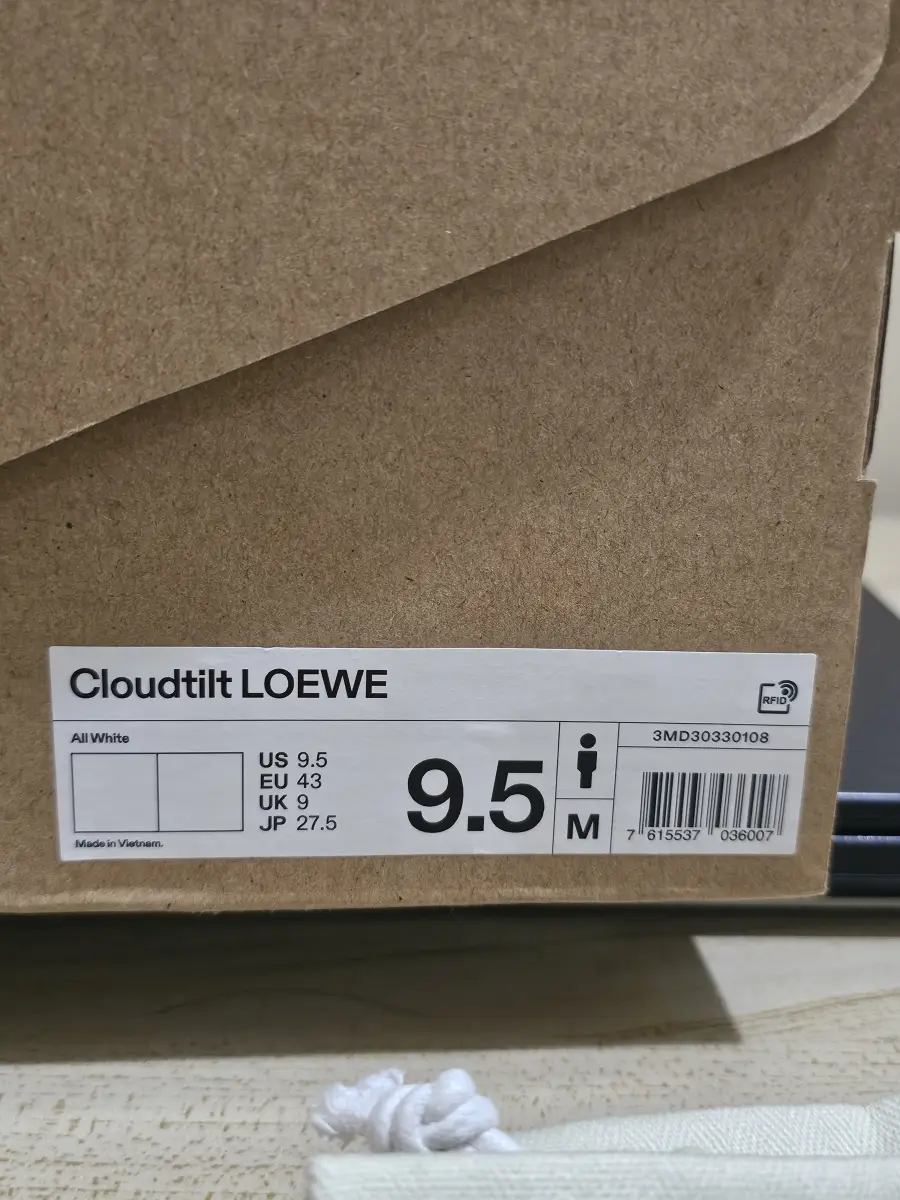 Cloudtilt LOEWE
RFID
All White
US 9.5
EU 43
UK 9
JP 27.5
Made in Vietnam.
9.5
M
3MD30330108
7 615537 036007